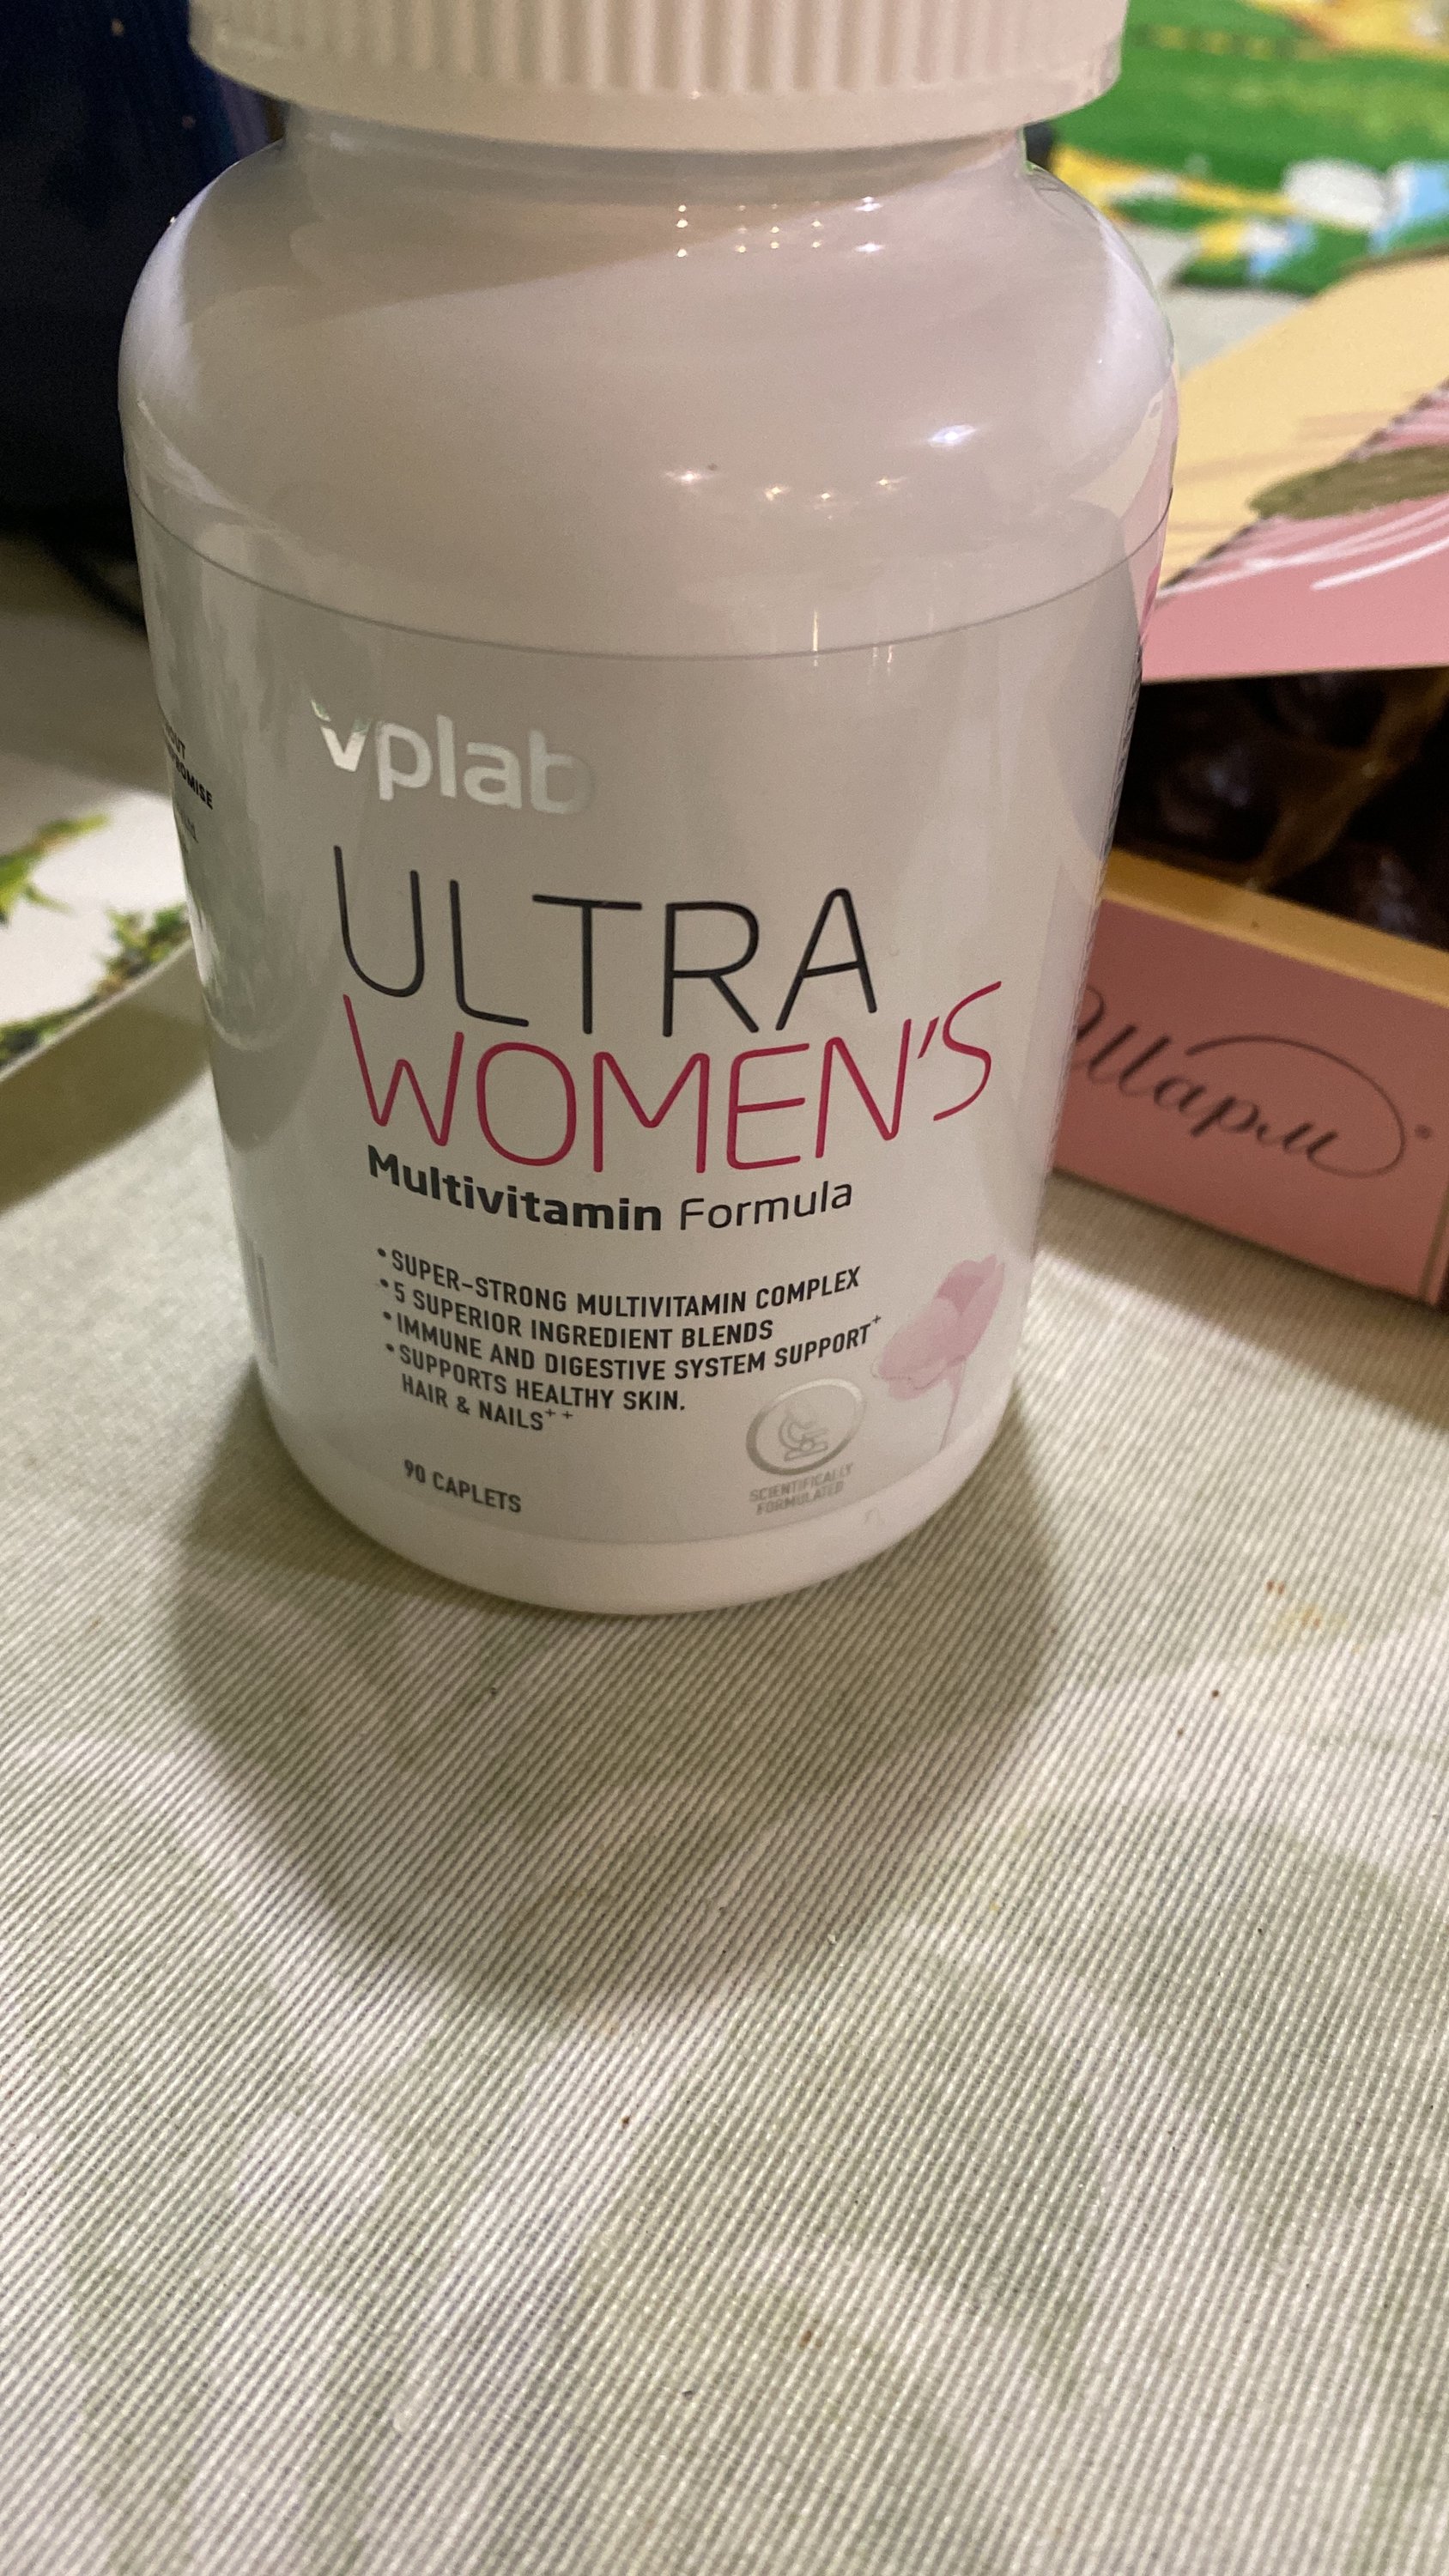 vplab
ULTRA
WOMEN'S
Multivitamin Formula
• SUPER-STRONG MULTIVITAMIN COMPLEX
• 5 SUPERIOR INGREDIENT BLENDS
• IMMUNE AND DIGESTIVE SYSTEM SUPPORT+
• SUPPORTS HEALTHY SKIN.
HAIR & NAILS++
90 CAPLETS
SCIENTIFICALLY
FORMULATED
Шарм